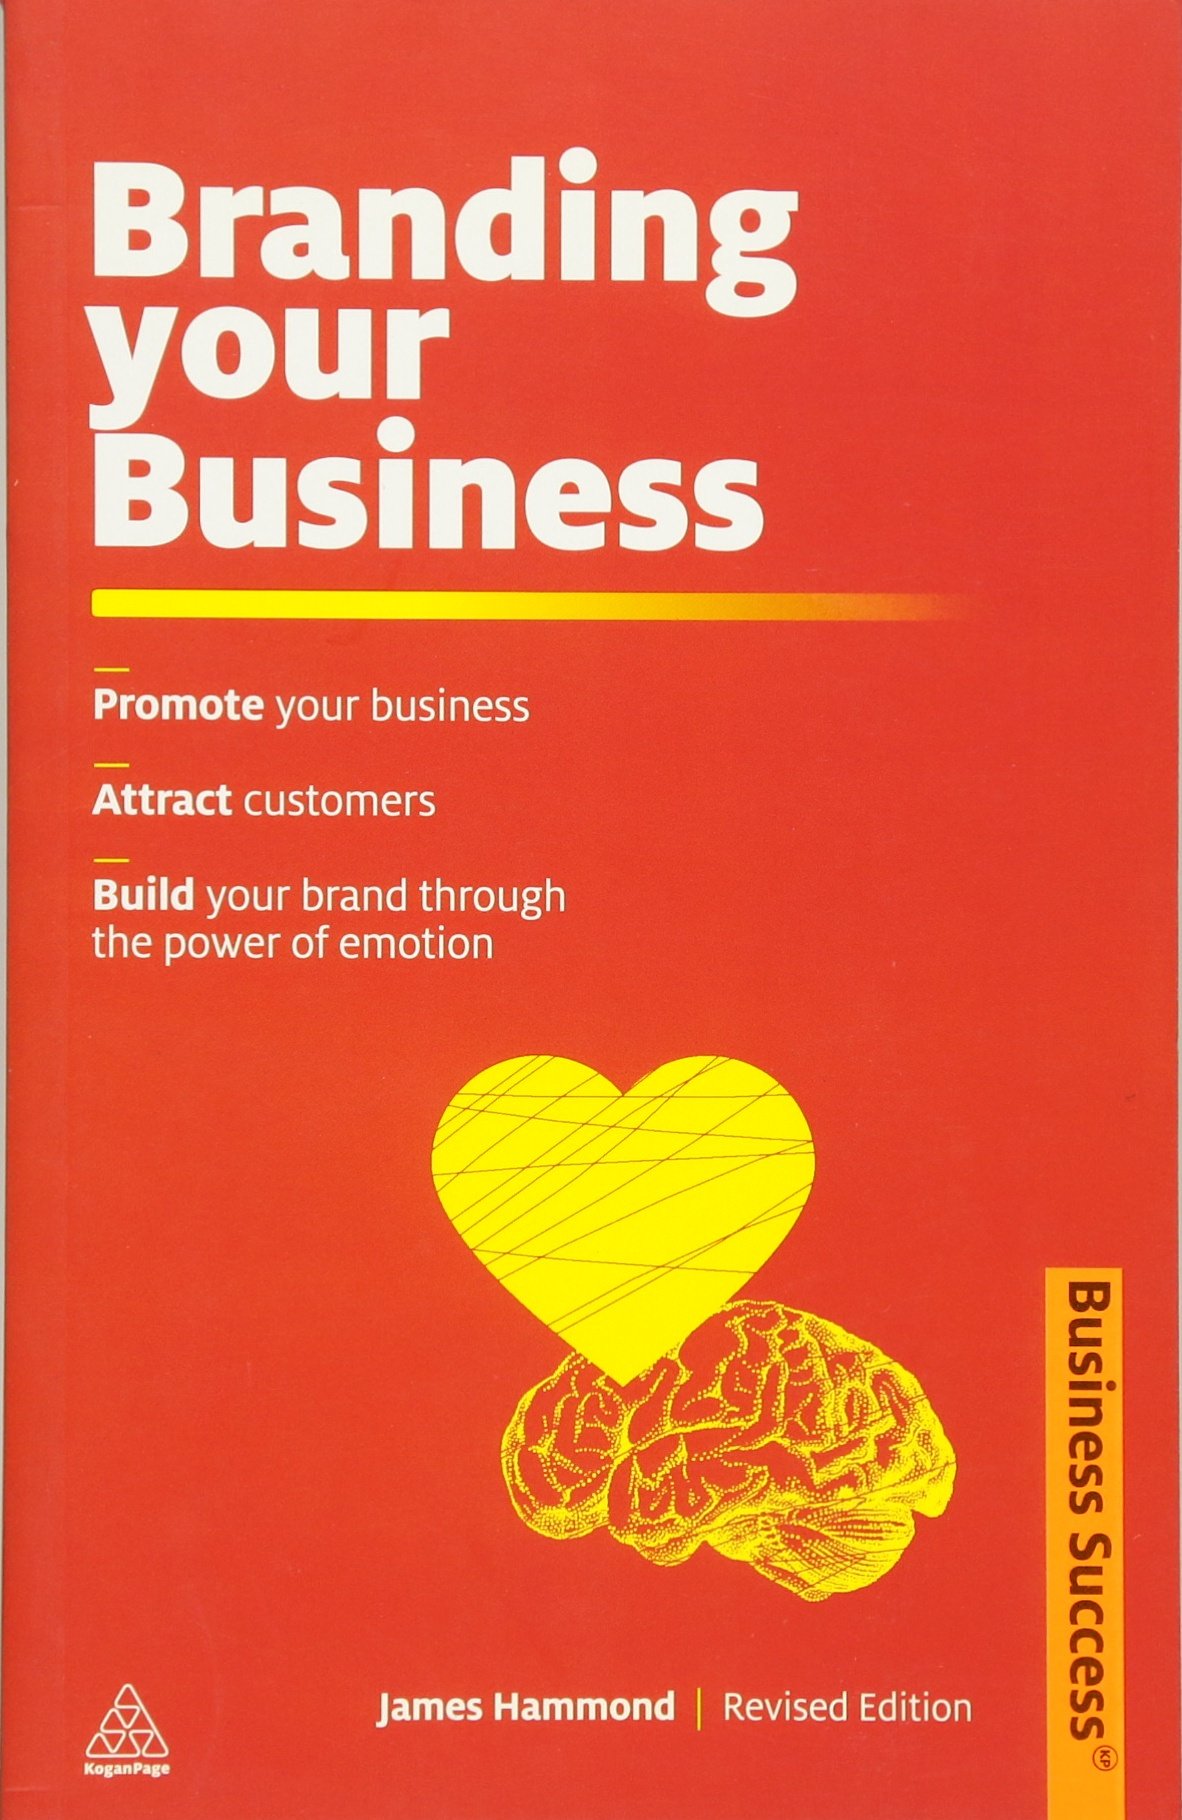 Branding
your
Business
Promote your business
Attract customers
Build your brand through
the power of emotion
Business Success
KP
James Hammond | Revised Edition
KoganPage